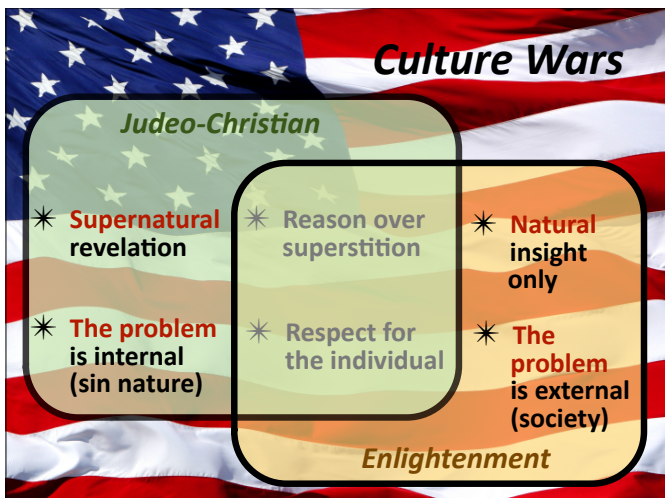 Culture Wars
Judeo-Christian
✴ Supernatural
revelation
✴ Reason over
superstition
✴ Natural
insight
only
✴ The problem
is internal
(sin nature)
✴ Respect for
the individual
✴ The
problem
is external
(society)
Enlightenment